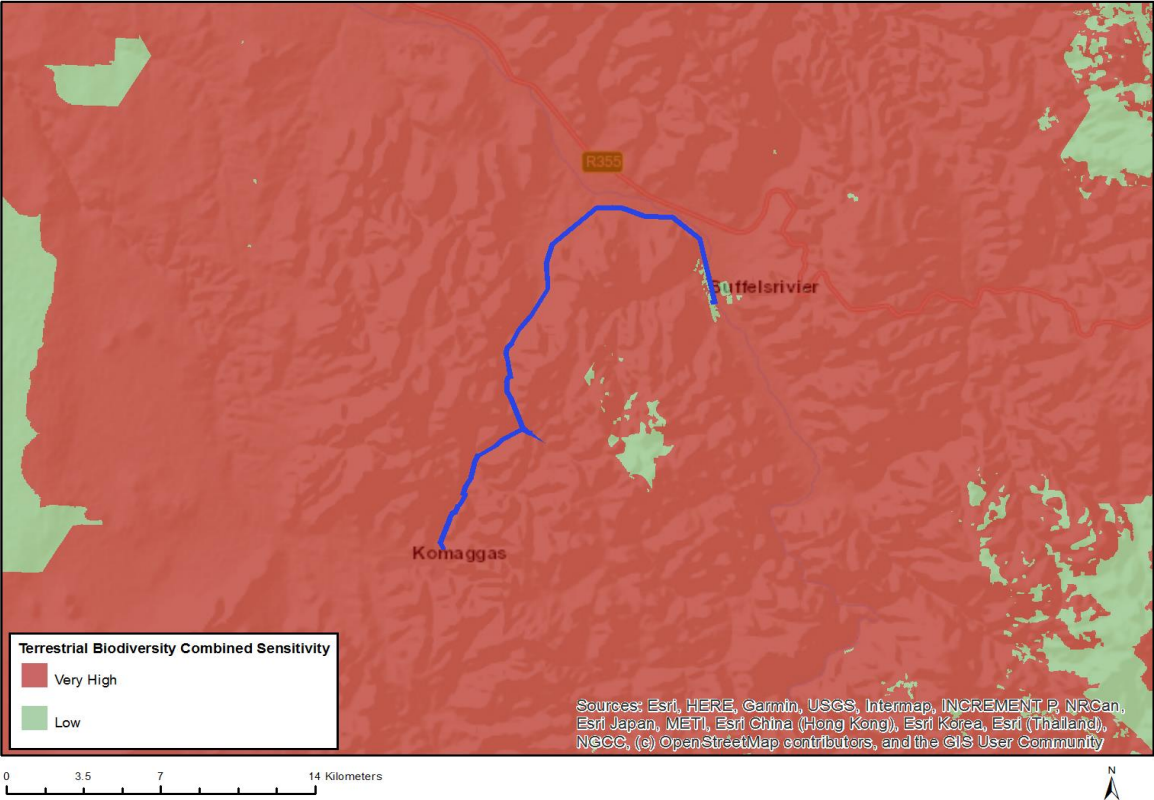 R355
Buffelsrivier
Komaggas
Terrestrial Biodiversity Combined Sensitivity
Very High
Low
Sources: Esri, HERE, Garmin, USGS, Intermap, INCREMENT P, NRCan,
Esri Japan, METI, Esri China (Hong Kong), Esri Korea, Esri (Thailand),
NGCC, (c) OpenStreetMap contributors, and the GIS User Community
0 3.5 7 14 Kilometers
N